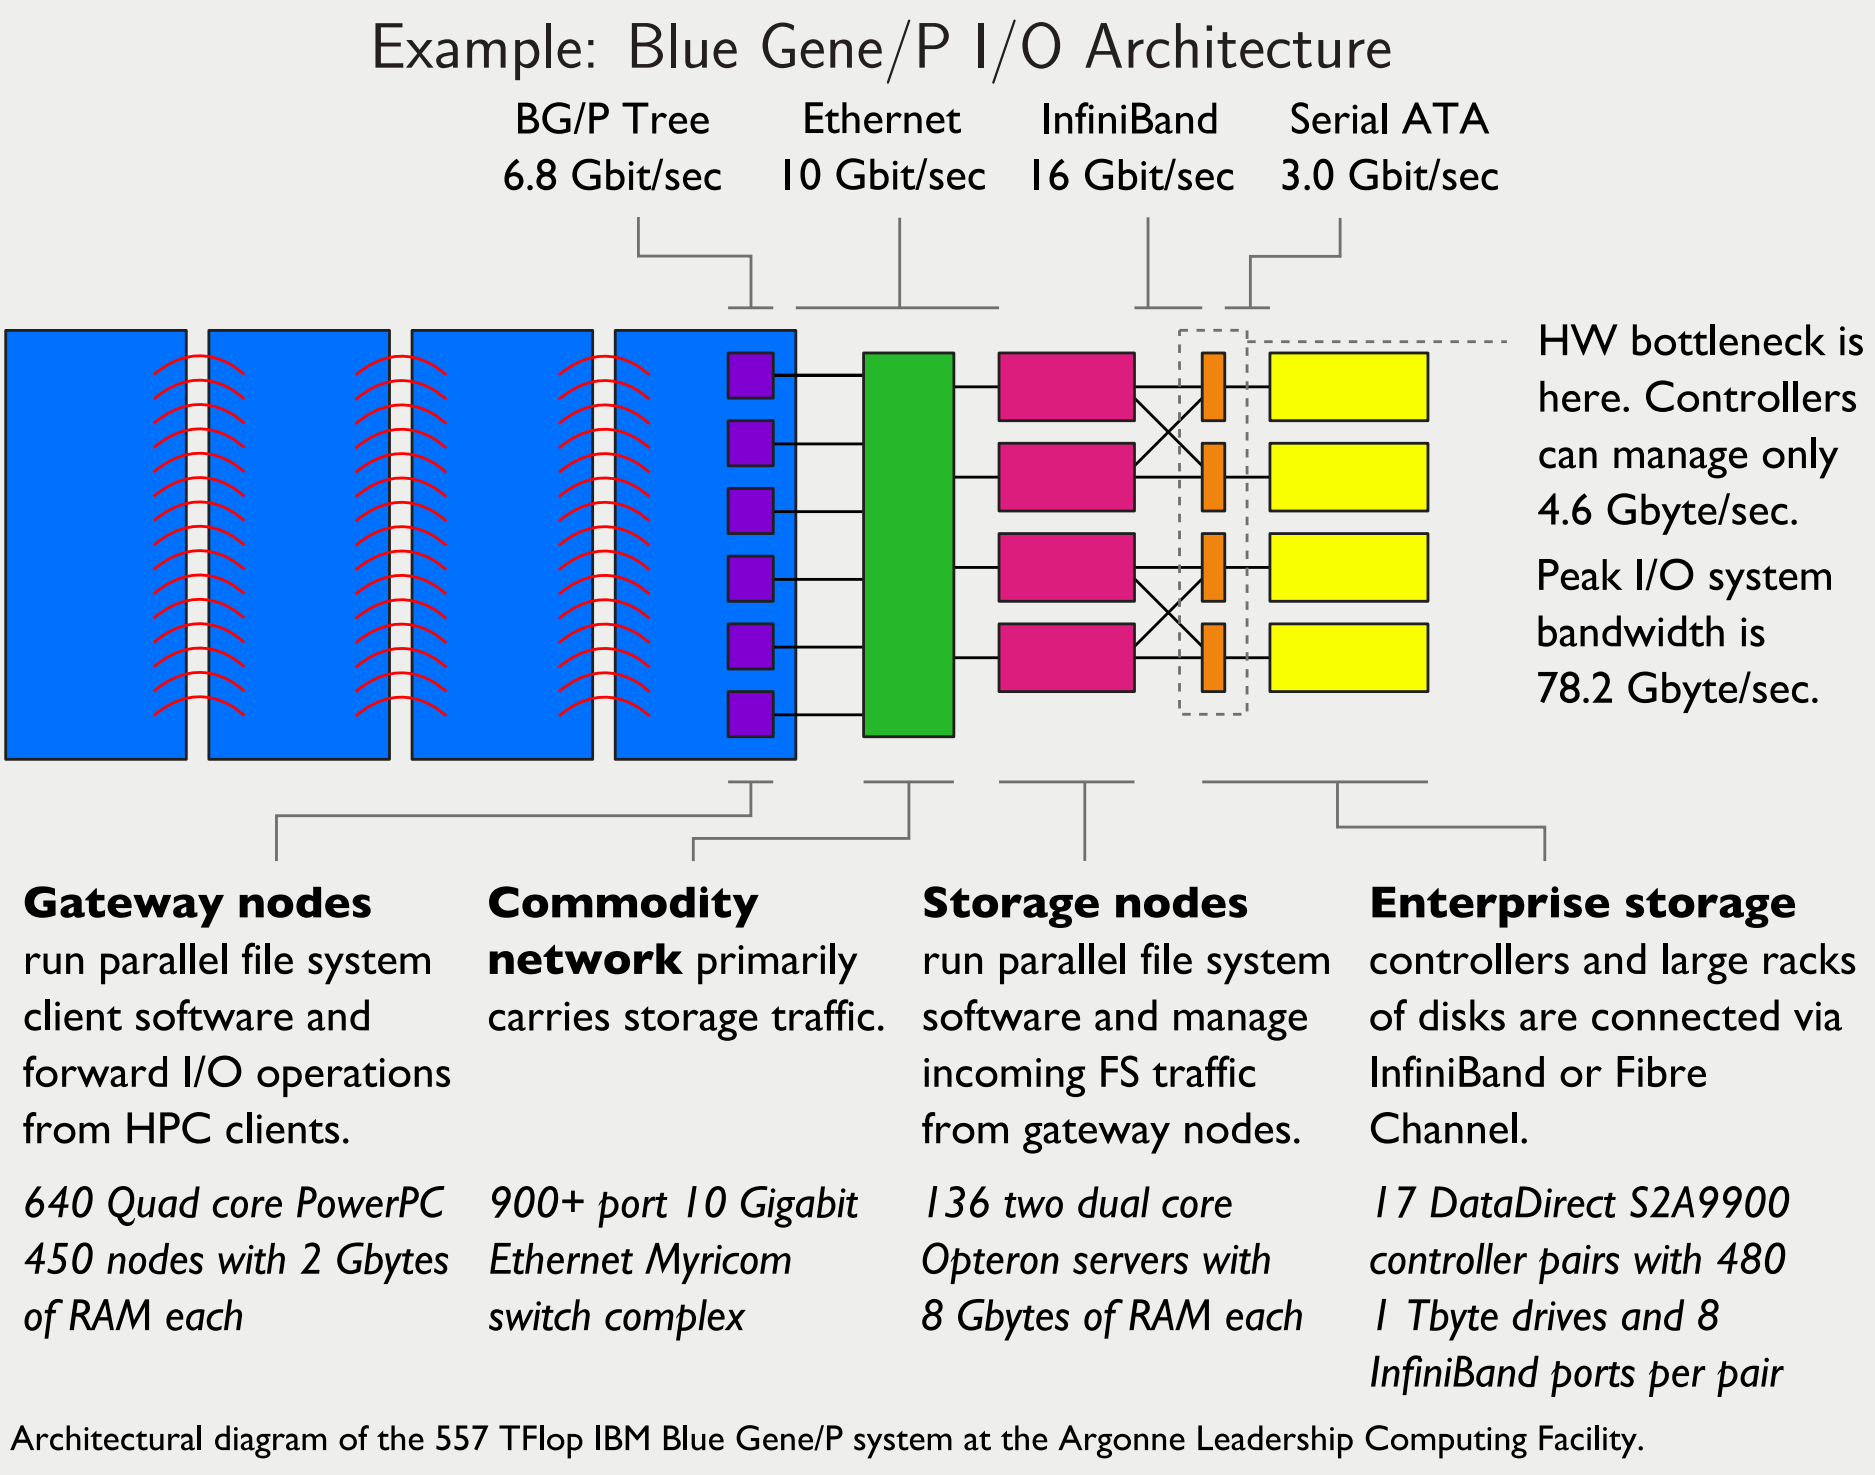 Example: Blue Gene/P I/O Architecture
BG/P Tree
6.8 Gbit/sec
Ethernet
10 Gbit/sec
InfiniBand
16 Gbit/sec
Serial ATA
3.0 Gbit/sec
HW bottleneck is
here. Controllers
can manage only
4.6 Gbyte/sec.
Peak I/O system
bandwidth is
78.2 Gbyte/sec.
Gateway nodes
run parallel file system
client software and
forward I/O operations
from HPC clients.
640 Quad core PowerPC
450 nodes with 2 Gbytes
of RAM each
Commodity
network primarily
carries storage traffic.
900+ port 10 Gigabit
Ethernet Myricom
switch complex
Storage nodes
run parallel file system
software and manage
incoming FS traffic
from gateway nodes.
136 two dual core
Opteron servers with
8 Gbytes of RAM each
Enterprise storage
controllers and large racks
of disks are connected via
InfiniBand or Fibre
Channel.
17 DataDirect S2A9900
controller pairs with 480
1 Tbyte drives and 8
InfiniBand ports per pair
Architectural diagram of the 557 TFlop IBM Blue Gene/P system at the Argonne Leadership Computing Facility.